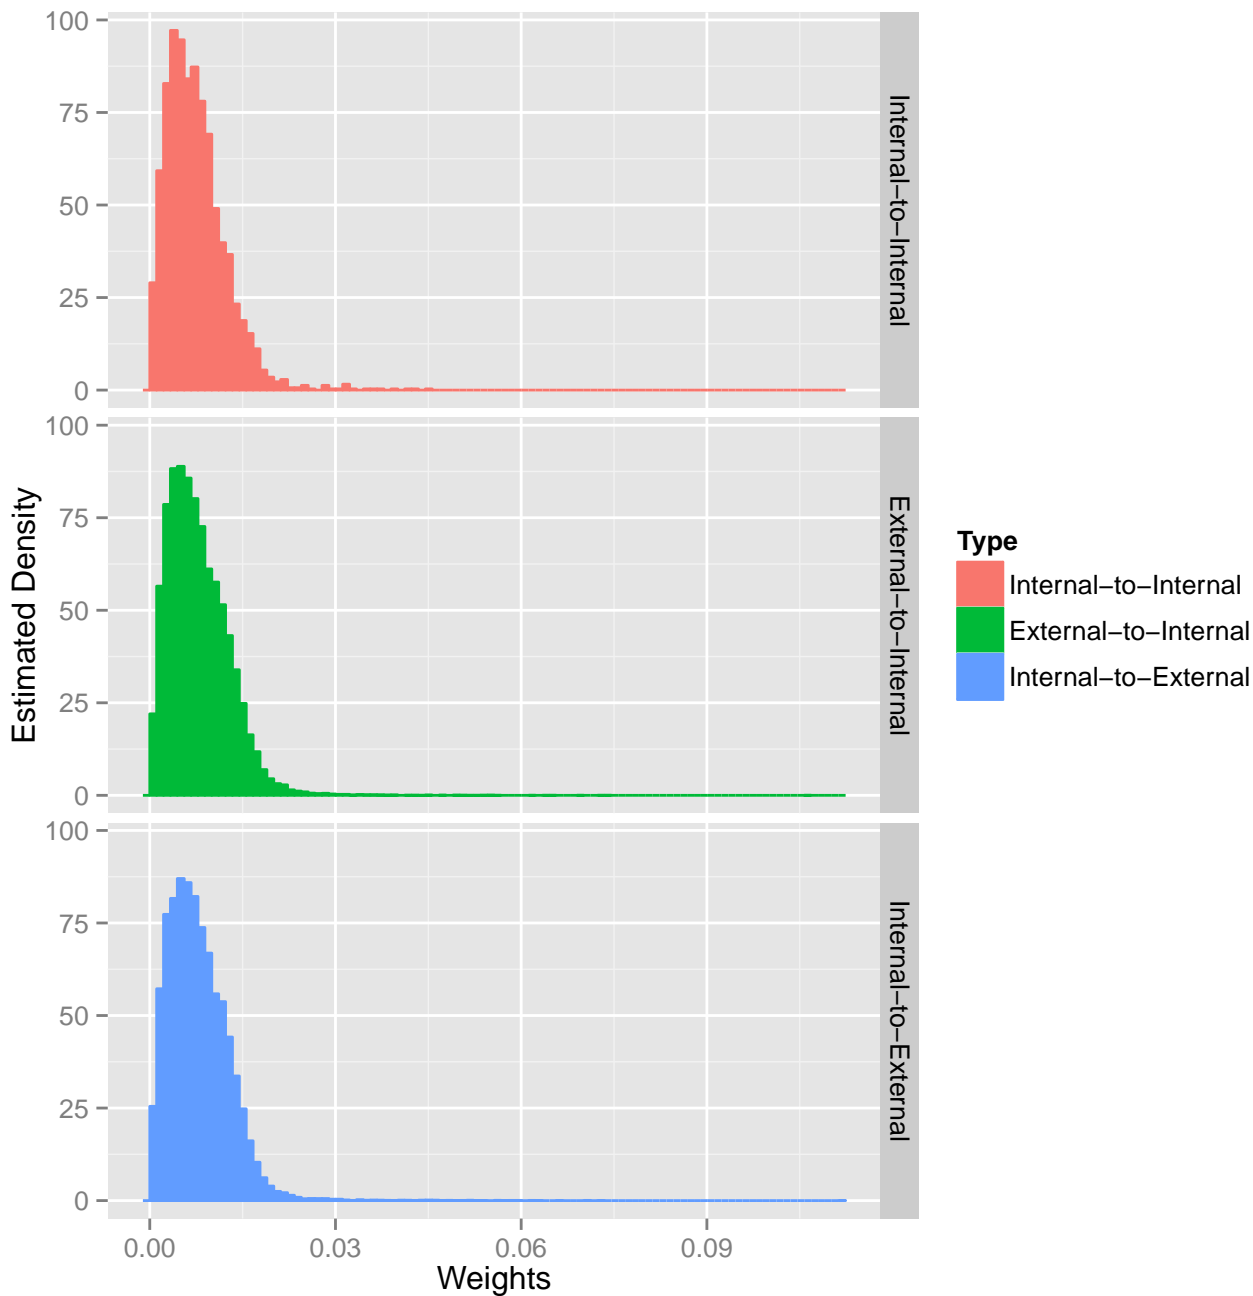 100
75
50
25
0
Internal−to−Internal
100
75
50
25
0
External−to−Internal
100
75
50
25
0
Internal−to−External
0.00
0.03
0.06
0.09
Weights
Estimated Density
Type
Internal−to−Internal
External−to−Internal
Internal−to−External